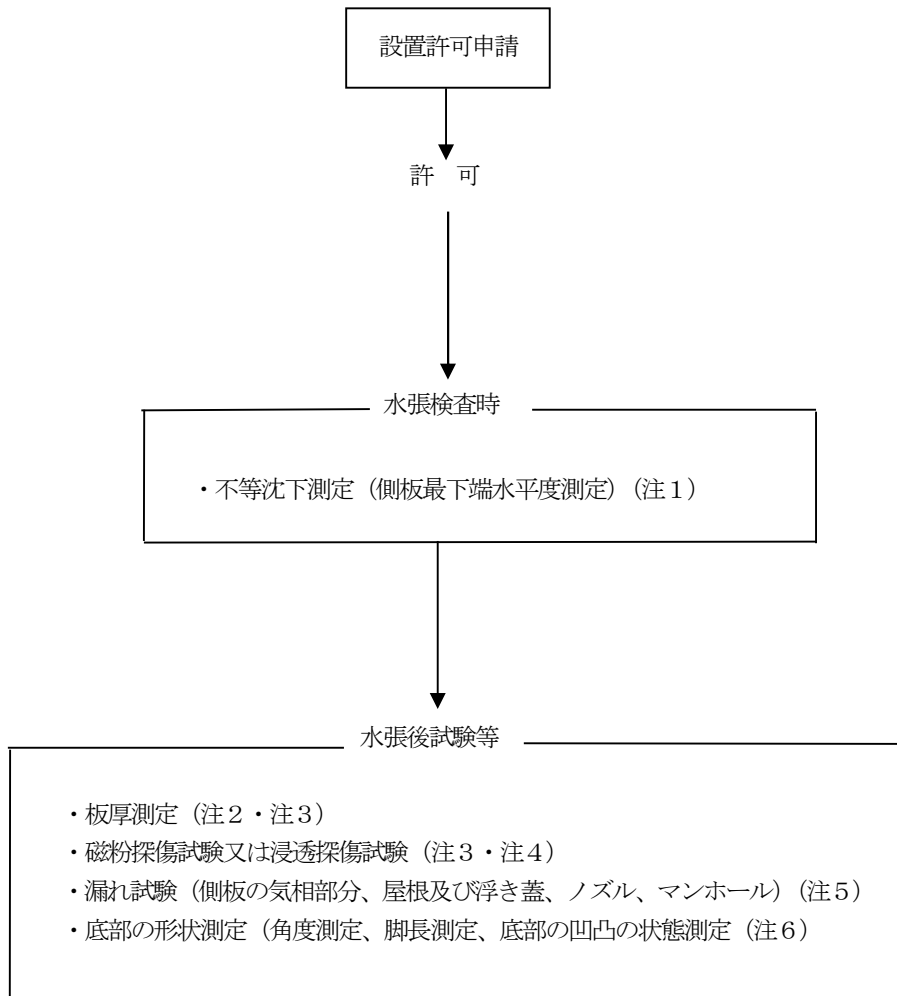 設置許可申請
許　可
水張検査時
・不等沈下測定（側板最下端水平度測定）（注１）
水張後試験等
・板厚測定（注２・注３）
・磁粉探傷試験又は浸透探傷試験（注３・注４）
・漏れ試験（側板の気相部分、屋根及び浮き蓋、ノズル、マンホール）（注５）
・底部の形状測定（角度測定、脚長測定、底部の凹凸の状態測定（注６）